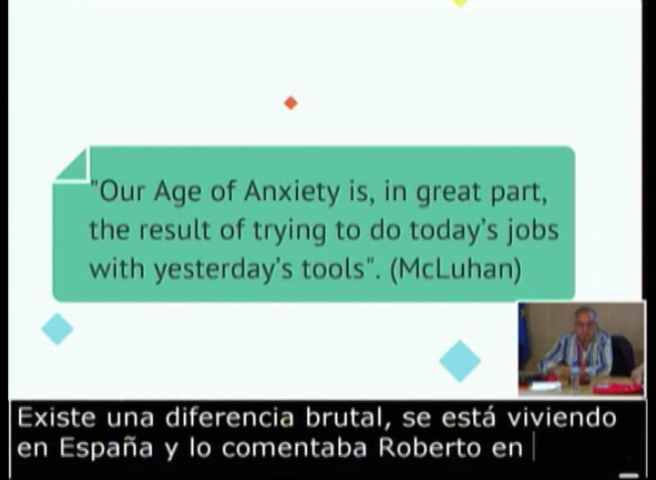 "Our Age of Anxiety is, in great part,
the result of trying to do today's jobs
with yesterday's tools". (McLuhan)
Existe una diferencia brutal, se está viviendo
en España y lo comentaba Roberto en